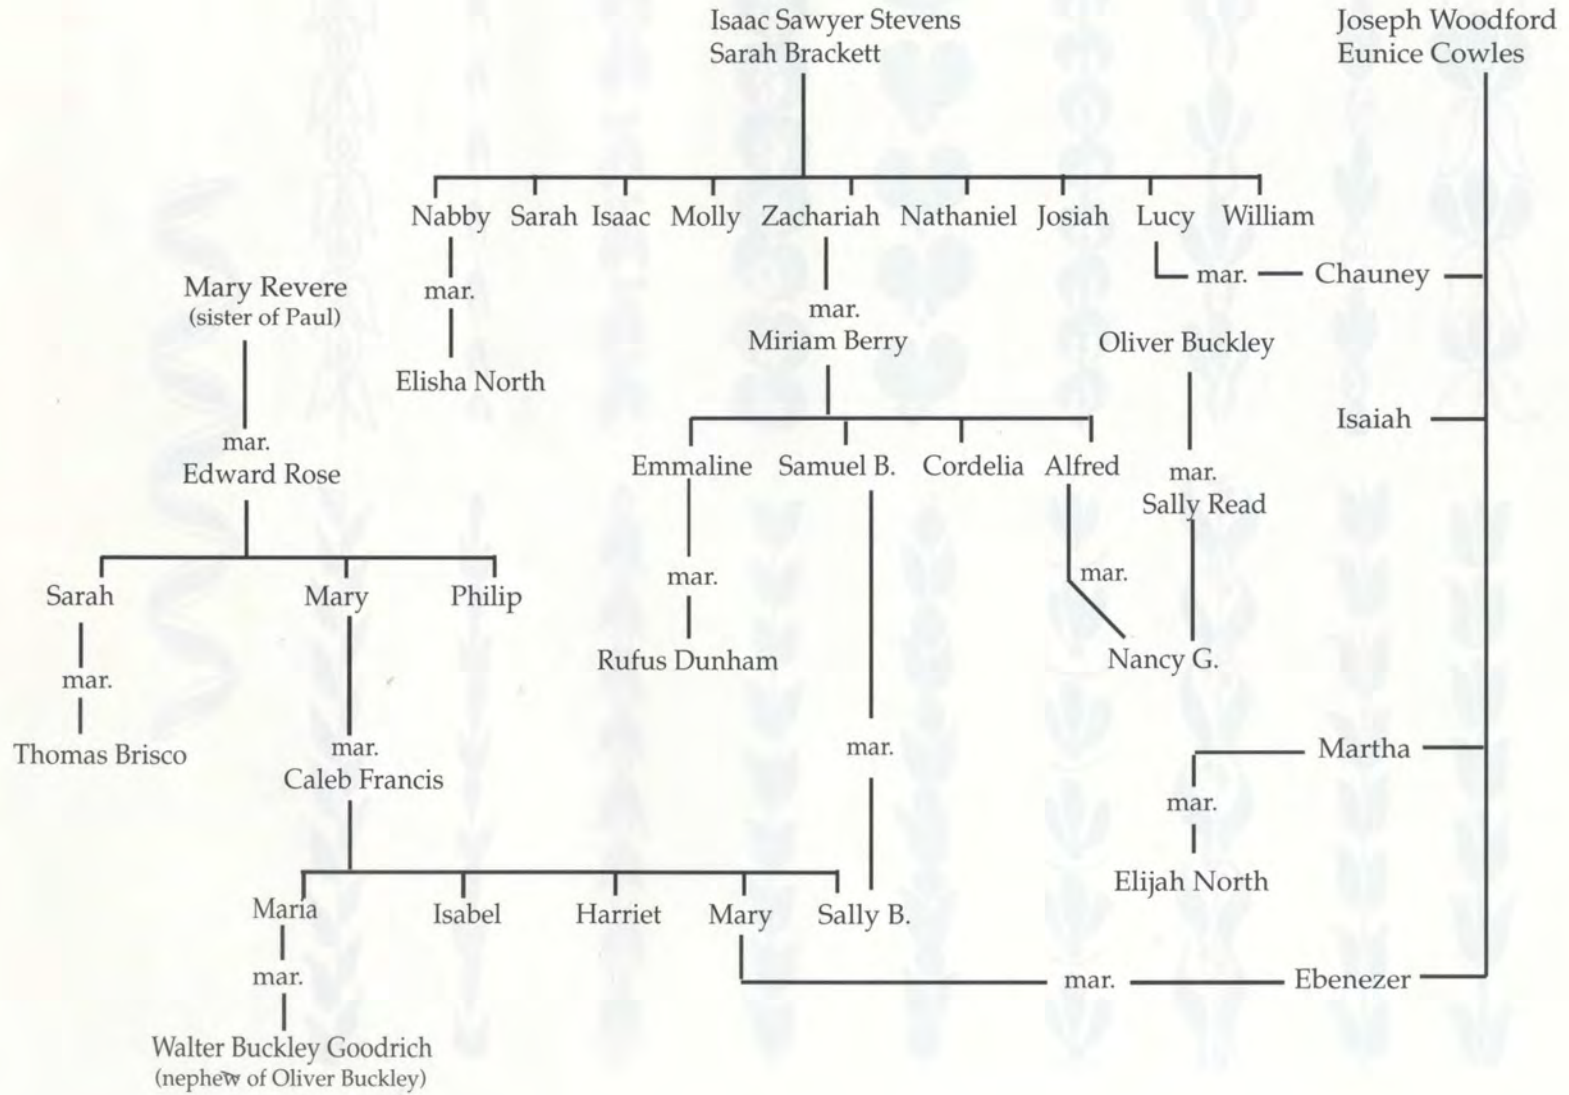 Isaac Sawyer Stevens
Sarah Brackett
Joseph Woodford
Eunice Cowles
Nabby Sarah Isaac Molly Zachariah Nathaniel Josiah Lucy William
mar. Chauney
Mary Revere
(sister of Paul)
mar.
mar.
Miriam Berry
Oliver Buckley
Elisha North
Isaiah
mar.
Edward Rose
Emmaline Samuel B. Cordelia Alfred
mar.
Sally Read
mar.
mar.
Sarah Mary Philip
Rufus Dunham
Nancy G.
mar.
Thomas Brisco
mar.
Caleb Francis
mar.
Martha
mar.
Elijah North
Maria Isabel Harriet Mary Sally B.
mar.
mar. Ebenezer
Walter Buckley Goodrich
(nephew of Oliver Buckley)